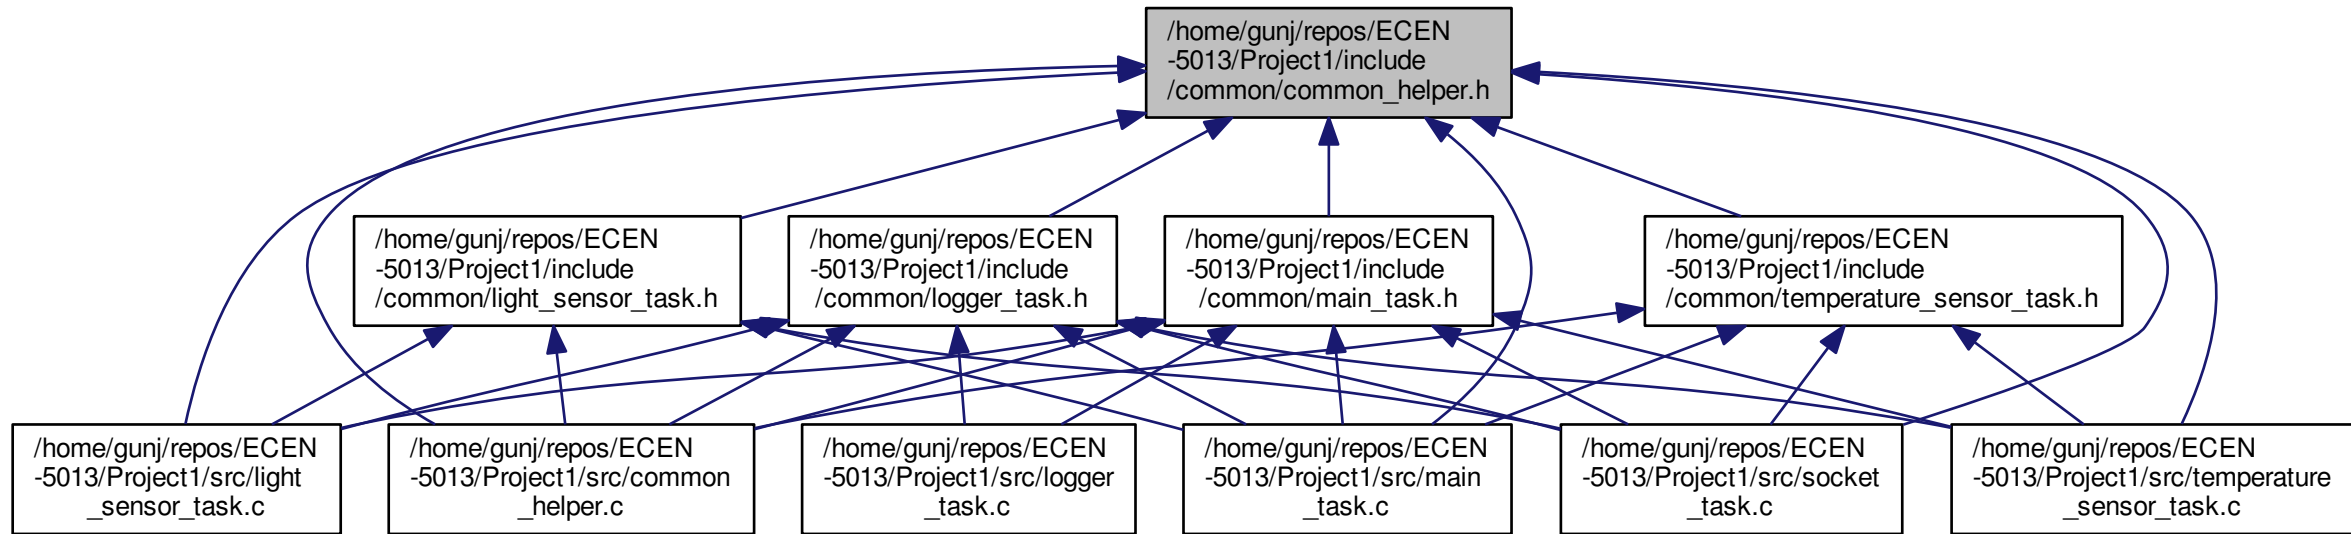 /home/gunj/repos/ECEN
-5013/Project1/include
/common/common_helper.h
/home/gunj/repos/ECEN
-5013/Project1/include
/common/light_sensor_task.h
/home/gunj/repos/ECEN
-5013/Project1/include
/common/logger_task.h
/home/gunj/repos/ECEN
-5013/Project1/include
/common/main_task.h
/home/gunj/repos/ECEN
-5013/Project1/include
/common/temperature_sensor_task.h
/home/gunj/repos/ECEN
-5013/Project1/src/light
_sensor_task.c
/home/gunj/repos/ECEN
-5013/Project1/src/common
_helper.c
/home/gunj/repos/ECEN
-5013/Project1/src/logger
_task.c
/home/gunj/repos/ECEN
-5013/Project1/src/main
_task.c
/home/gunj/repos/ECEN
-5013/Project1/src/socket
_task.c
/home/gunj/repos/ECEN
-5013/Project1/src/temperature
_sensor_task.c